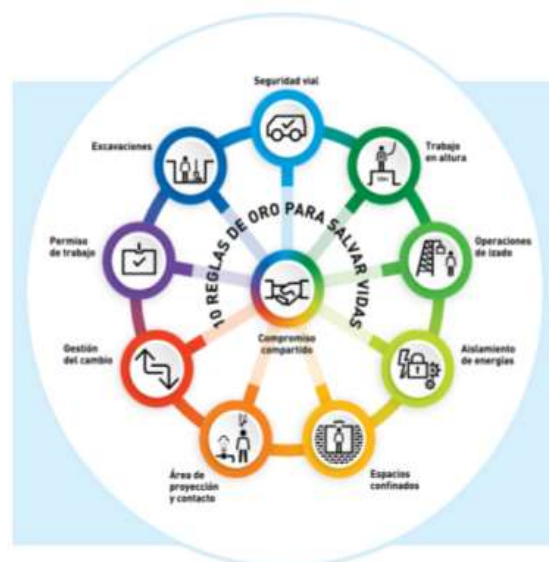 Seguridad vial
Trabajo
en altura
Operaciones
de izado
Aislamiento
de energías
Espacios
confinados
Área de
proyección
y contacto
Gestión
del cambio
Permiso
de trabajo
Excavaciones
10 REGLAS DE ORO PARA SALVAR VIDAS
Compromiso
compartido